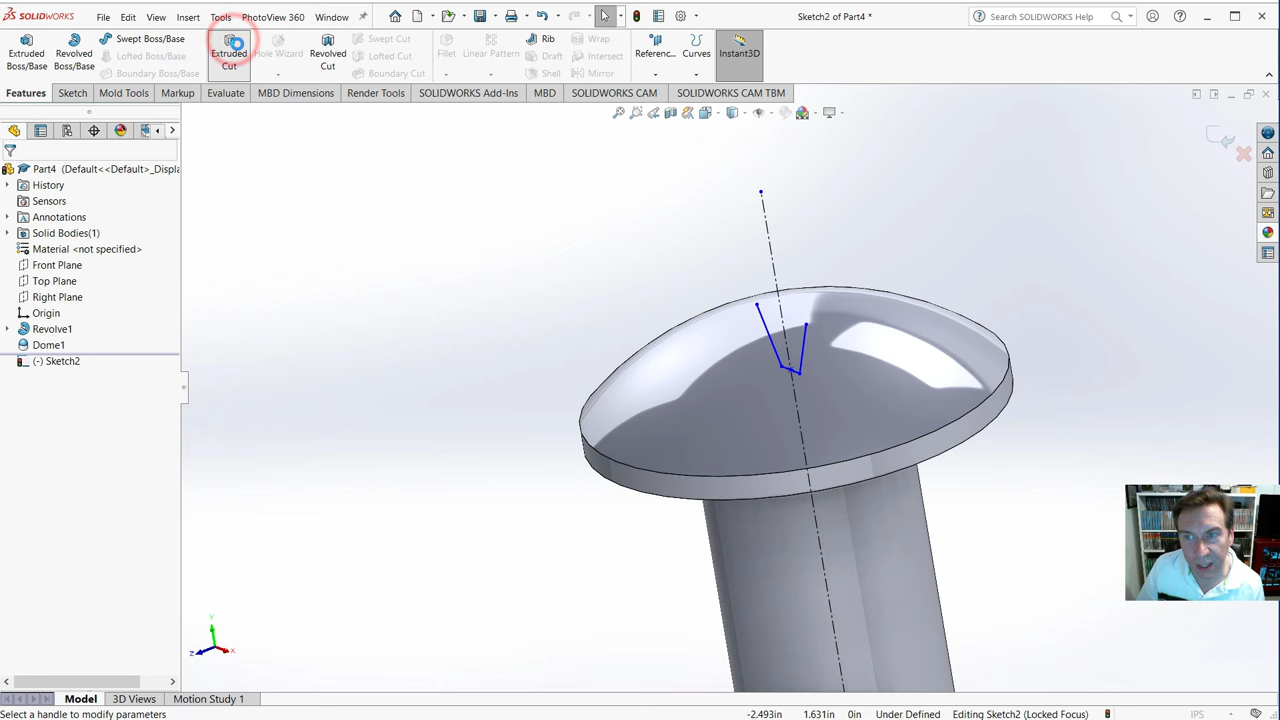 SOLIDWORKS File Edit View Insert Tools PhotoView 360 Window Sketch2 of Part4 * Search SOLIDWORKS Help
Extruded Boss/Base
Revolved Boss/Base
Swept Boss/Base
Lofted Boss/Base
Boundary Boss/Base
Extruded Cut
Hole Wizard
Revolved Cut
Swept Cut
Lofted Cut
Boundary Cut
Fillet
Linear Pattern
Rib
Draft
Shell
Wrap
Intersect
Mirror
Referenc...
Curves
Instant3D
Features Sketch Mold Tools Markup Evaluate MBD Dimensions Render Tools SOLIDWORKS Add-Ins MBD SOLIDWORKS CAM SOLIDWORKS CAM TBM
Part4 (Default<<Default>_Displa
History
Sensors
Annotations
Solid Bodies(1)
Material <not specified>
Front Plane
Top Plane
Right Plane
Origin
Revolve1
Dome1
(-) Sketch2
Y
Z
X
Model 3D Views Motion Study 1
Select a handle to modify parameters -2.493in 1.631in 0in Under Defined Editing Sketch2 (Locked Focus) IPS